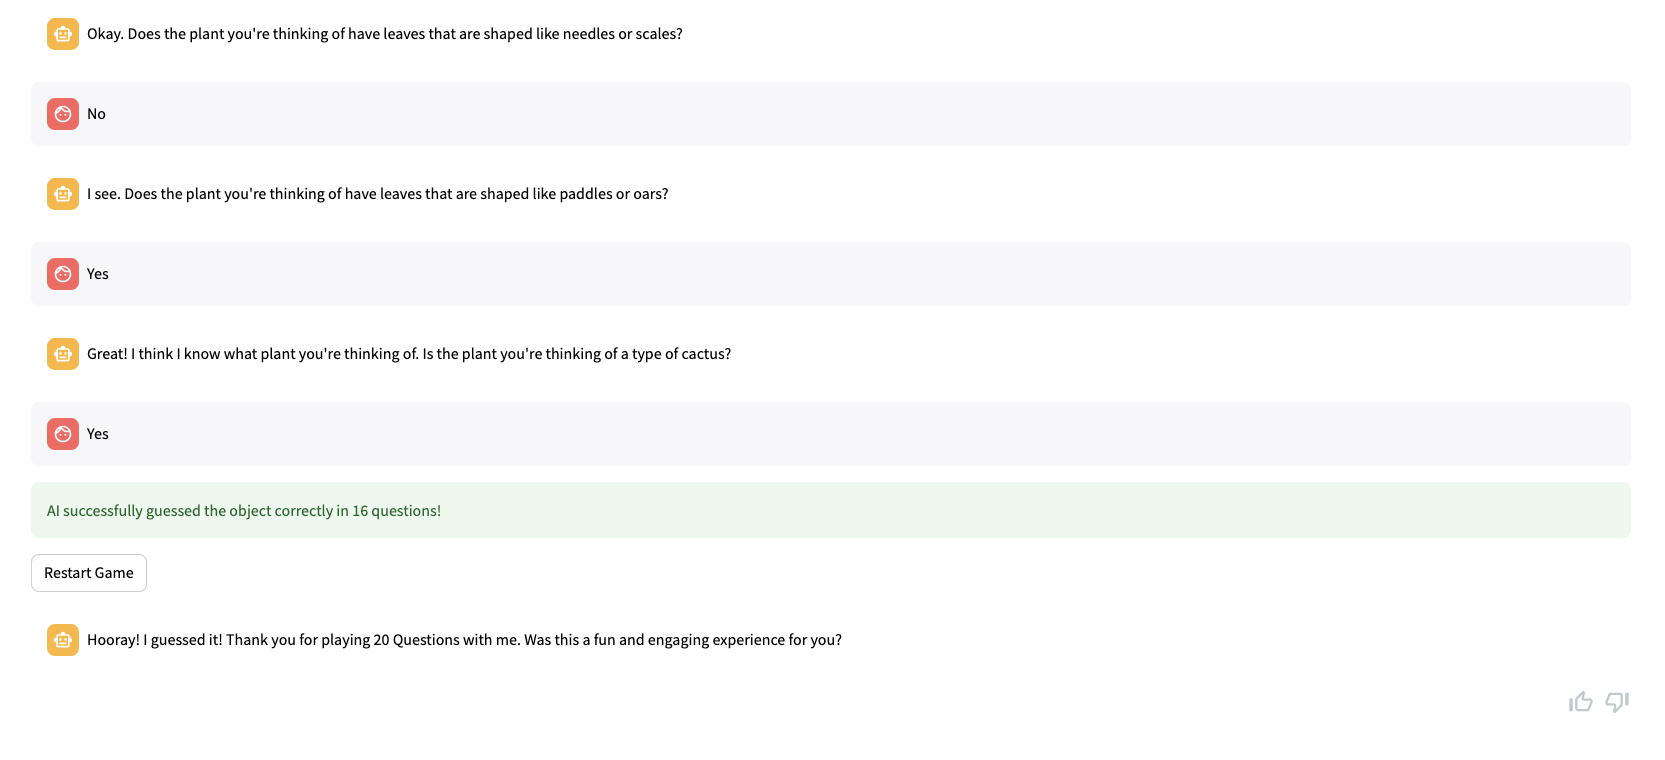 Okay. Does the plant you're thinking of have leaves that are shaped like needles or scales?
No
I see. Does the plant you're thinking of have leaves that are shaped like paddles or oars?
Yes
Great! I think I know what plant you're thinking of. Is the plant you're thinking of a type of cactus?
Yes
AI successfully guessed the object correctly in 16 questions!
Restart Game
Hooray! I guessed it! Thank you for playing 20 Questions with me. Was this a fun and engaging experience for you?